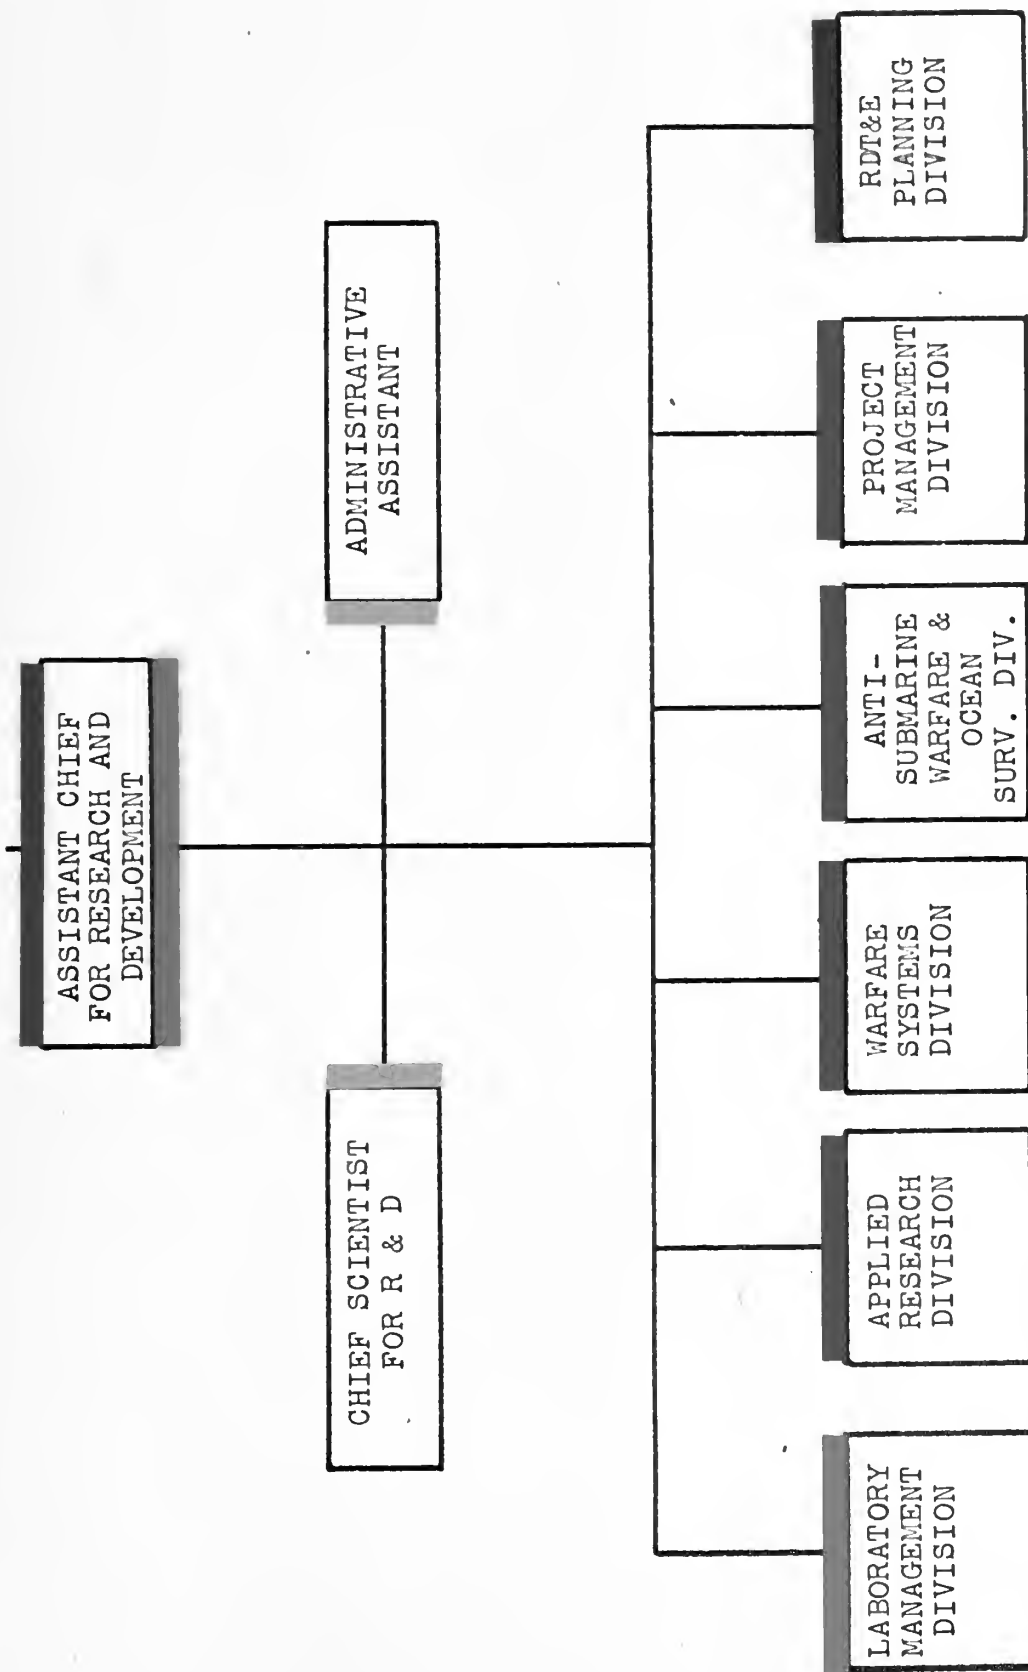 ASSISTANT CHIEF
FOR RESEARCH AND
DEVELOPMENT
CHIEF SCIENTIST
FOR R & D
ADMINISTRATIVE
ASSISTANT
LABORATORY
MANAGEMENT
DIVISION
APPLIED
RESEARCH
DIVISION
WARFARE
SYSTEMS
DIVISION
ANTI-
SUBMARINE
WARFARE &
OCEAN
SURV. DIV.
PROJECT
MANAGEMENT
DIVISION
RDT&E
PLANNING
DIVISION